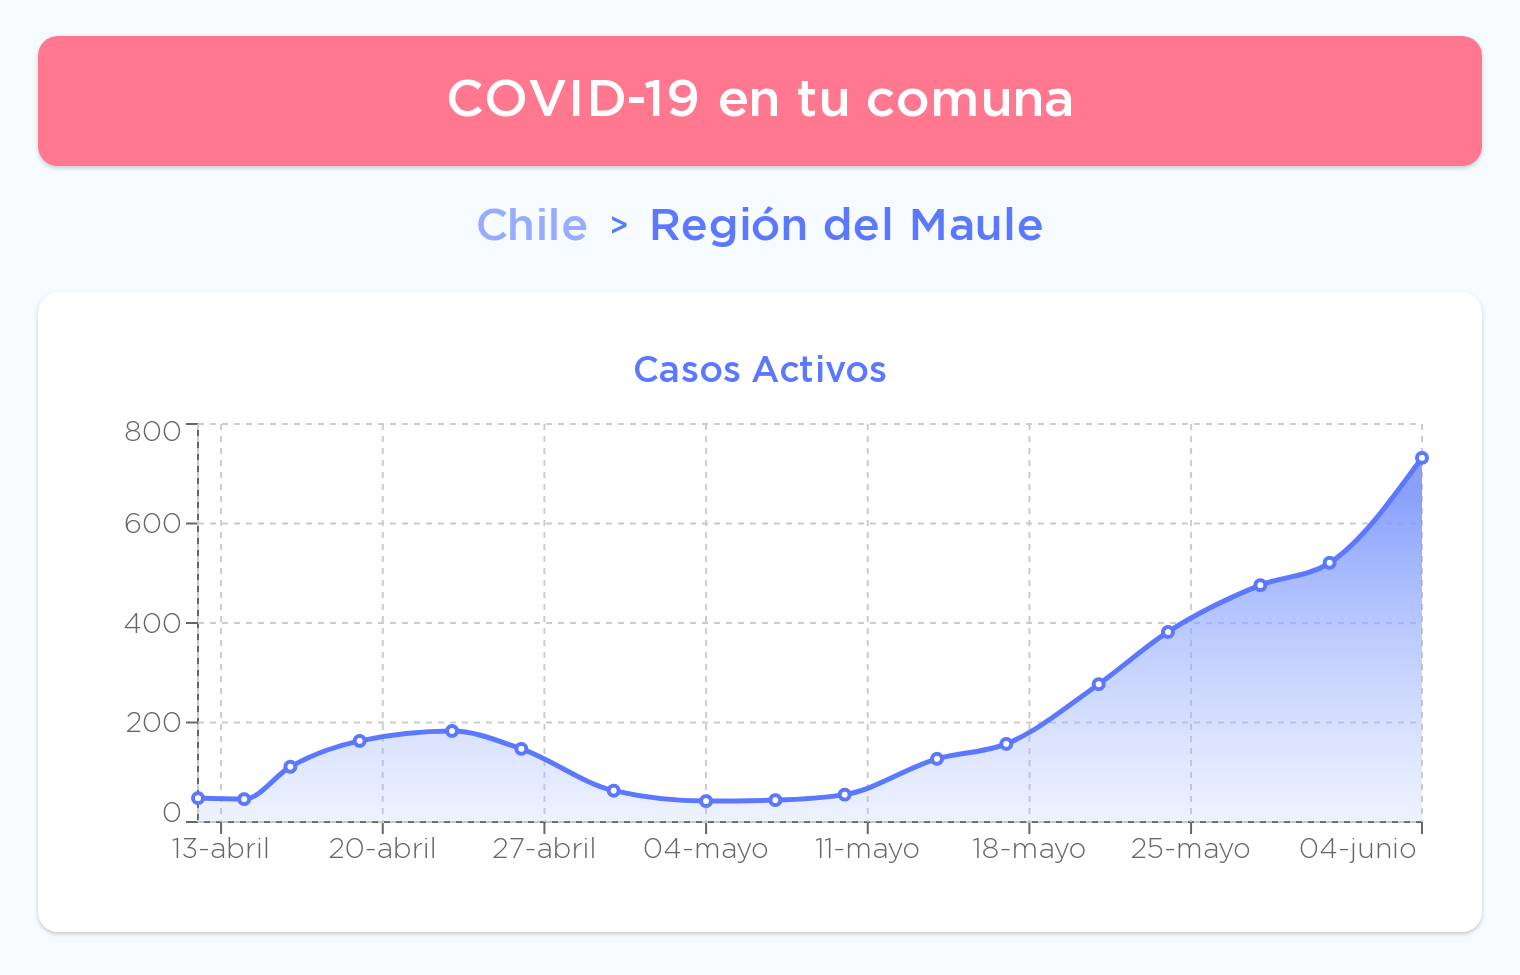 COVID-19 en tu comuna
Chile > Región del Maule
Casos Activos
800
600
400
200
0
13-abril 20-abril 27-abril 04-mayo 11-mayo 18-mayo 25-mayo 04-junio